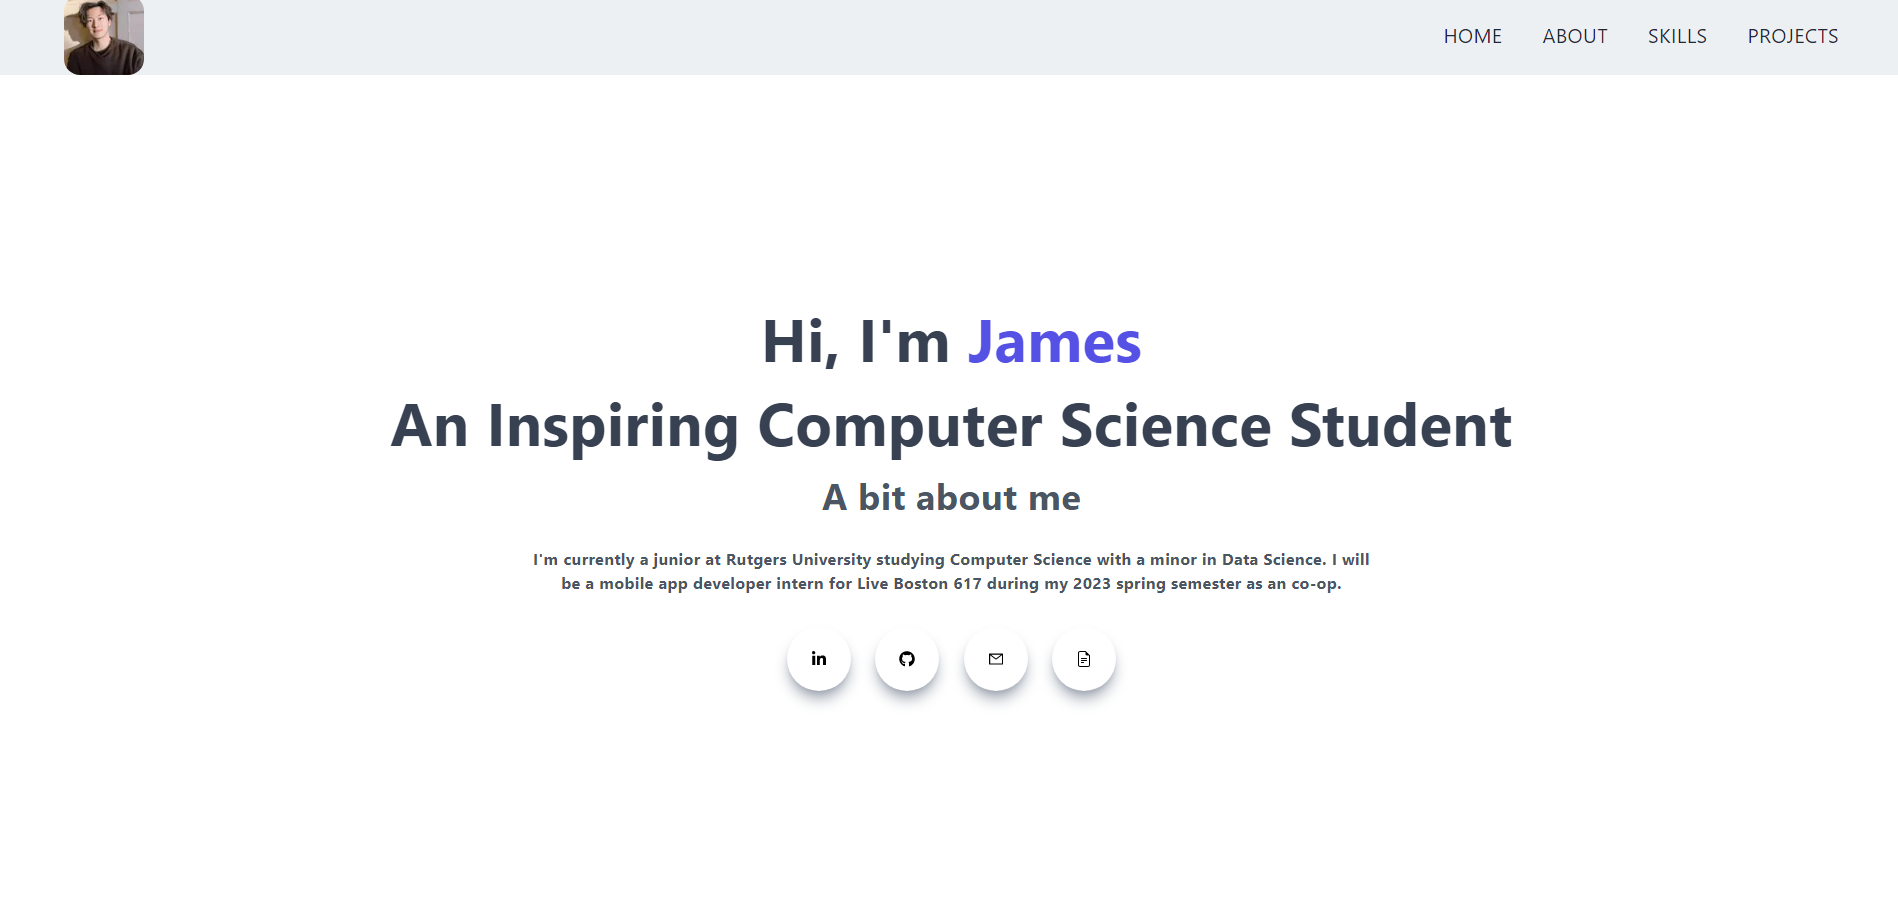 HOME ABOUT SKILLS PROJECTS
Hi, I'm James
An Inspiring Computer Science Student
A bit about me
I'm currently a junior at Rutgers University studying Computer Science with a minor in Data Science. I will
be a mobile app developer intern for Live Boston 617 during my 2023 spring semester as an co-op.
in